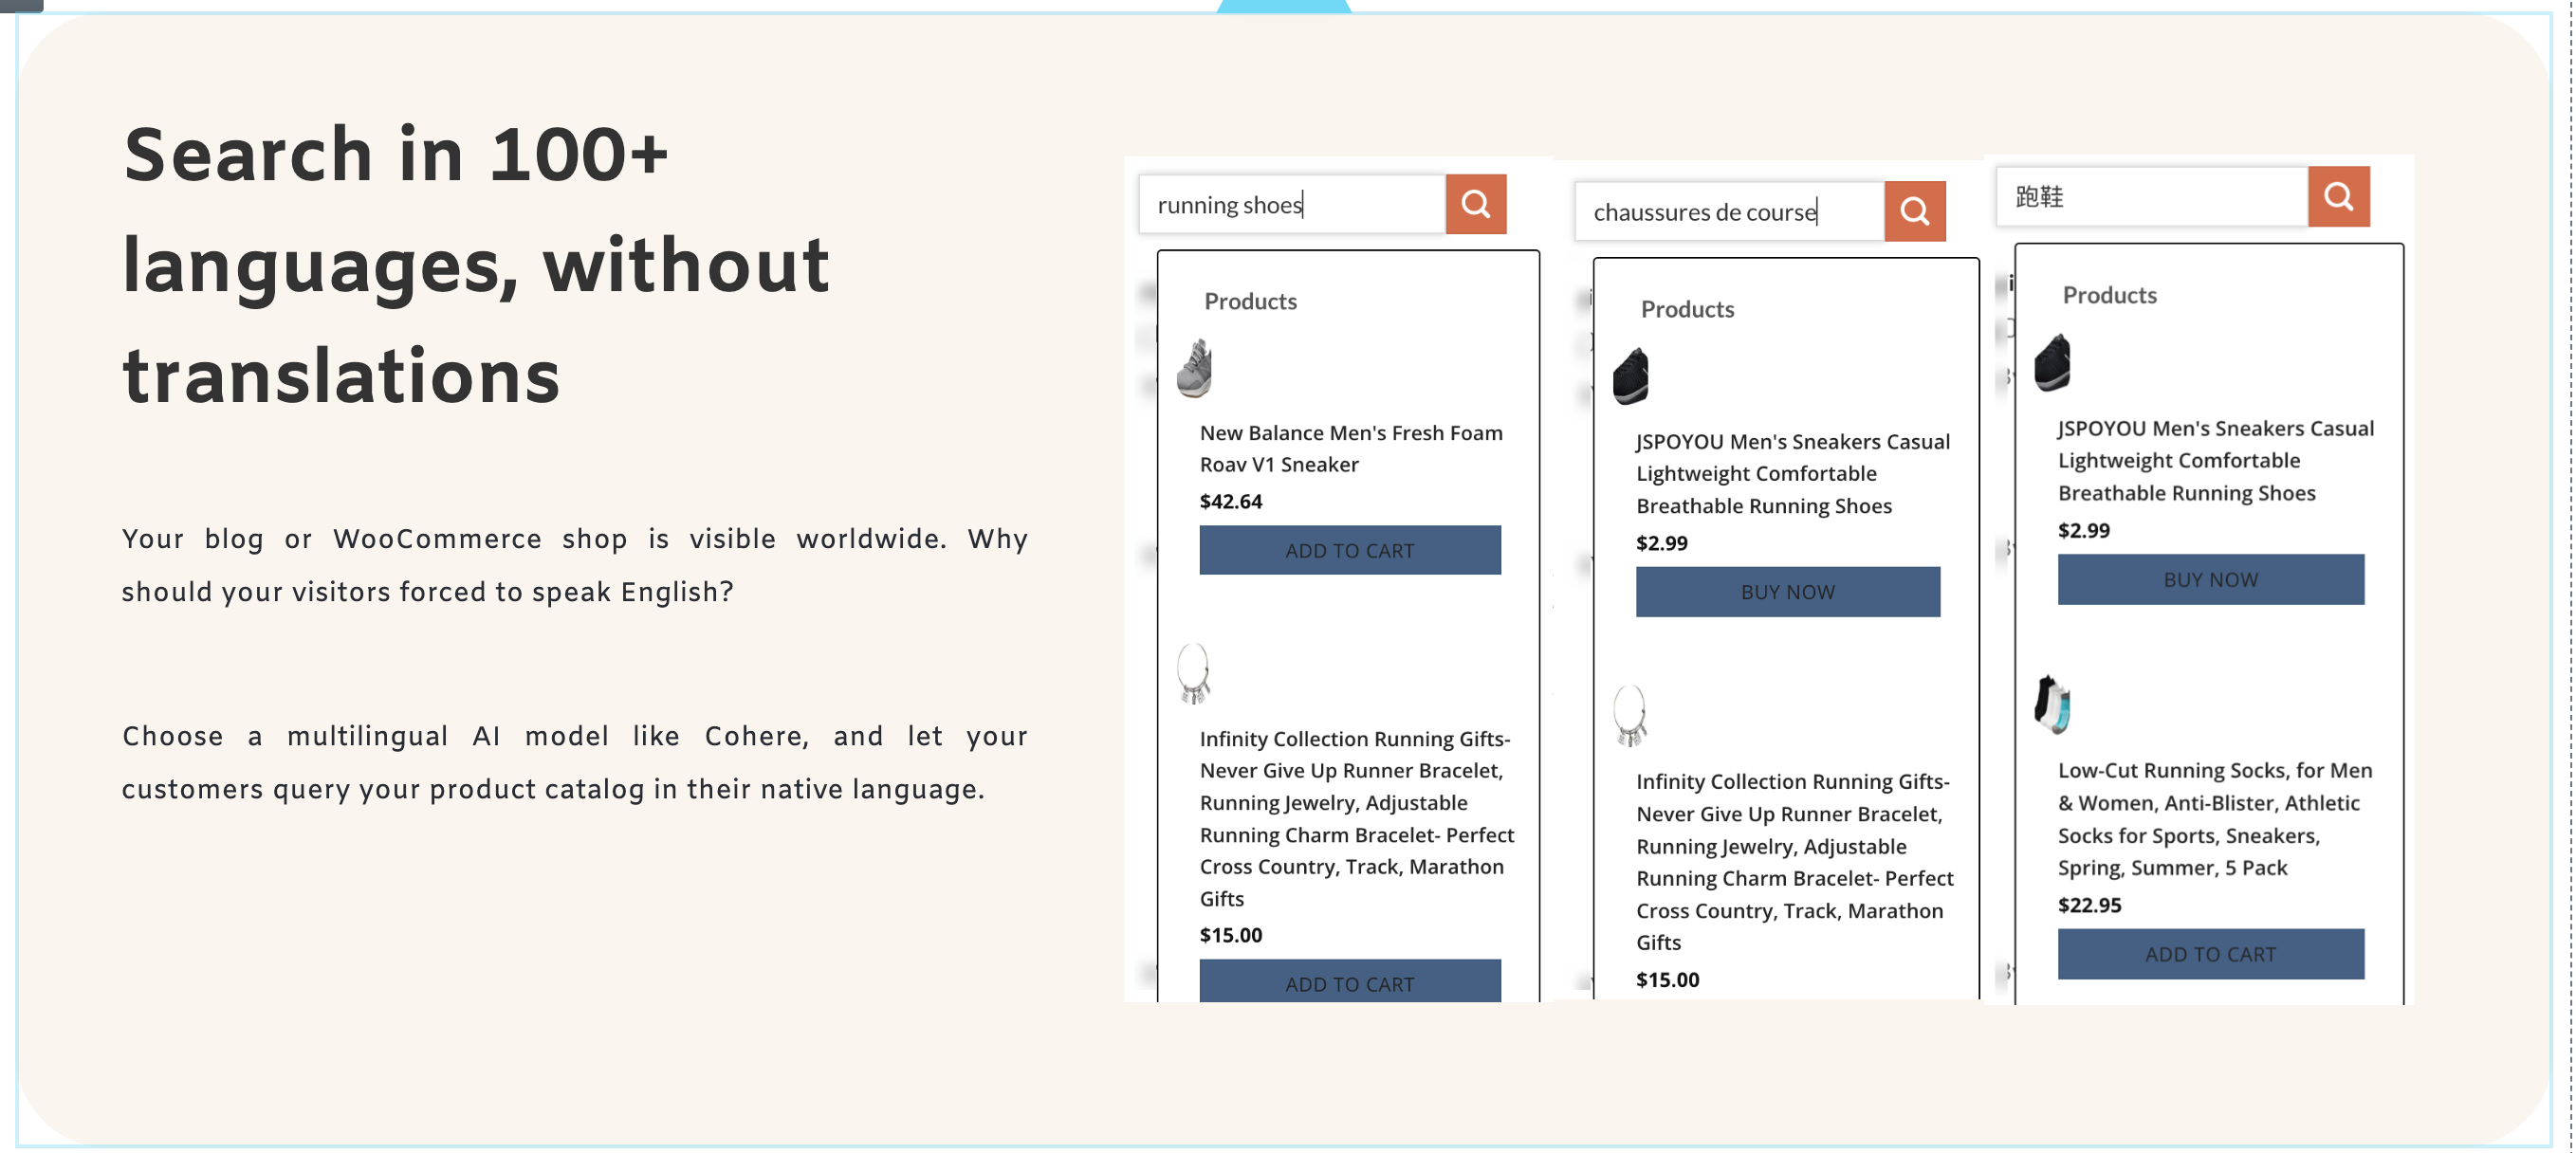 Search in 100+
languages, without
translations
Your blog or WooCommerce shop is visible worldwide. Why
should your visitors forced to speak English?
Choose a multilingual AI model like Cohere, and let your
customers query your product catalog in their native language.
running shoes
Products
New Balance Men's Fresh Foam
Roav V1 Sneaker
$42.64
ADD TO CART
Infinity Collection Running Gifts-
Never Give Up Runner Bracelet,
Running Jewelry, Adjustable
Running Charm Bracelet- Perfect
Cross Country, Track, Marathon
Gifts
$15.00
ADD TO CART
chaussures de course
Products
JSPOYOU Men's Sneakers Casual
Lightweight Comfortable
Breathable Running Shoes
$2.99
BUY NOW
Infinity Collection Running Gifts-
Never Give Up Runner Bracelet,
Running Jewelry, Adjustable
Running Charm Bracelet- Perfect
Cross Country, Track, Marathon
Gifts
$15.00
跑鞋
Products
JSPOYOU Men's Sneakers Casual
Lightweight Comfortable
Breathable Running Shoes
$2.99
BUY NOW
Low-Cut Running Socks, for Men
& Women, Anti-Blister, Athletic
Socks for Sports, Sneakers,
Spring, Summer, 5 Pack
$22.95
ADD TO CART